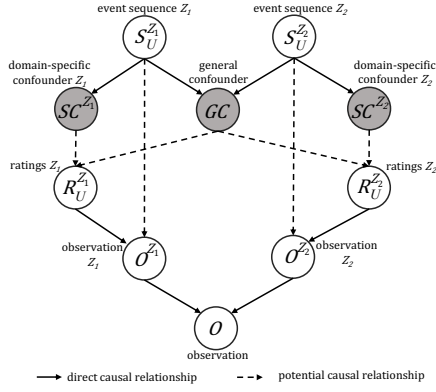 event sequence Z₁ event sequence Z₂
S_U^{Z₁} S_U^{Z₂}
domain-specific general domain-specific
confounder Z₁ confounder confounder Z₂
SC^{Z₁} GC SC^{Z₂}
ratings Z₁ ratings Z₂
R_U^{Z₁} R_U^{Z₂}
observation observation
Z₁ O^{Z₁} O^{Z₂} Z₂
O
observation
direct causal relationship potential causal relationship